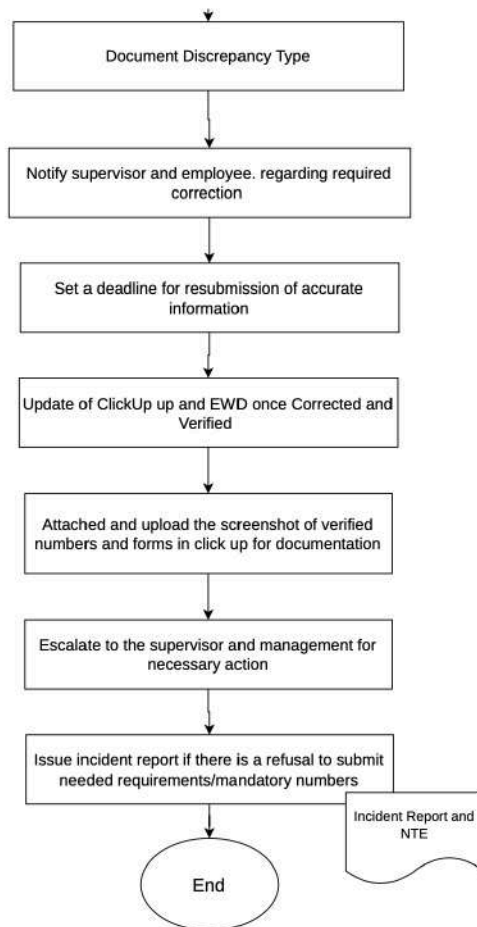 Document Discrepancy Type
Notify supervisor and employee. regarding required
correction
Set a deadline for resubmission of accurate
information
Update of ClickUp up and EWD once Corrected and
Verified
Attached and upload the screenshot of verified
numbers and forms in click up for documentation
Escalate to the supervisor and management for
necessary action
Issue incident report if there is a refusal to submit
needed requirements/mandatory numbers
Incident Report and
NTE
End